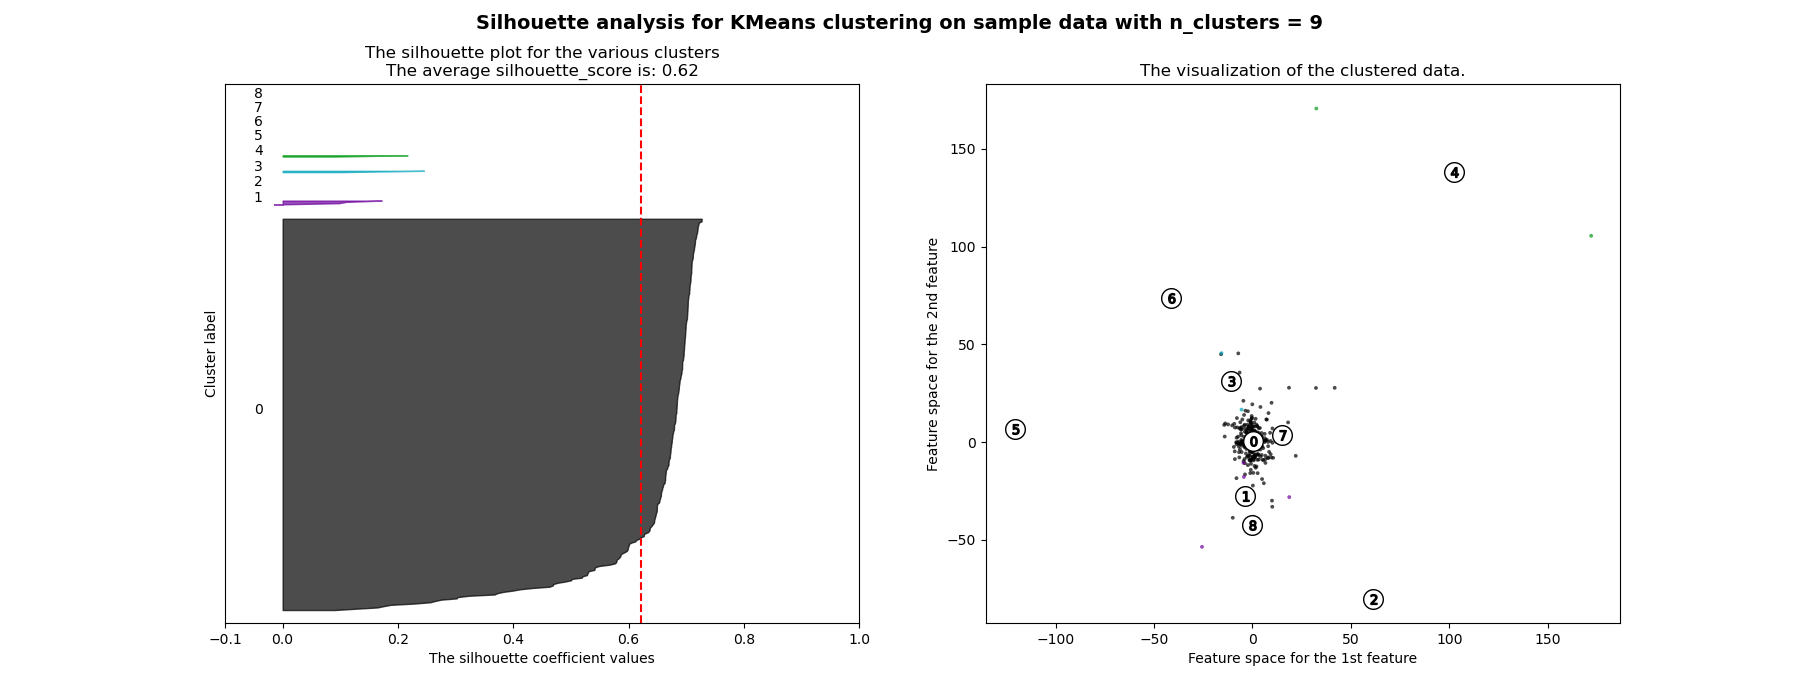 Silhouette analysis for KMeans clustering on sample data with n_clusters = 9
The silhouette plot for the various clusters
The average silhouette_score is: 0.62
8
7
6
5
4
3
2
1
0
Cluster label
−0.1 0.0 0.2 0.4 0.6 0.8 1.0
The silhouette coefficient values
The visualization of the clustered data.
150
100
50
0
−50
Feature space for the 2nd feature
4
6
3
5
7
0
1
8
2
−100 −50 0 50 100 150
Feature space for the 1st feature